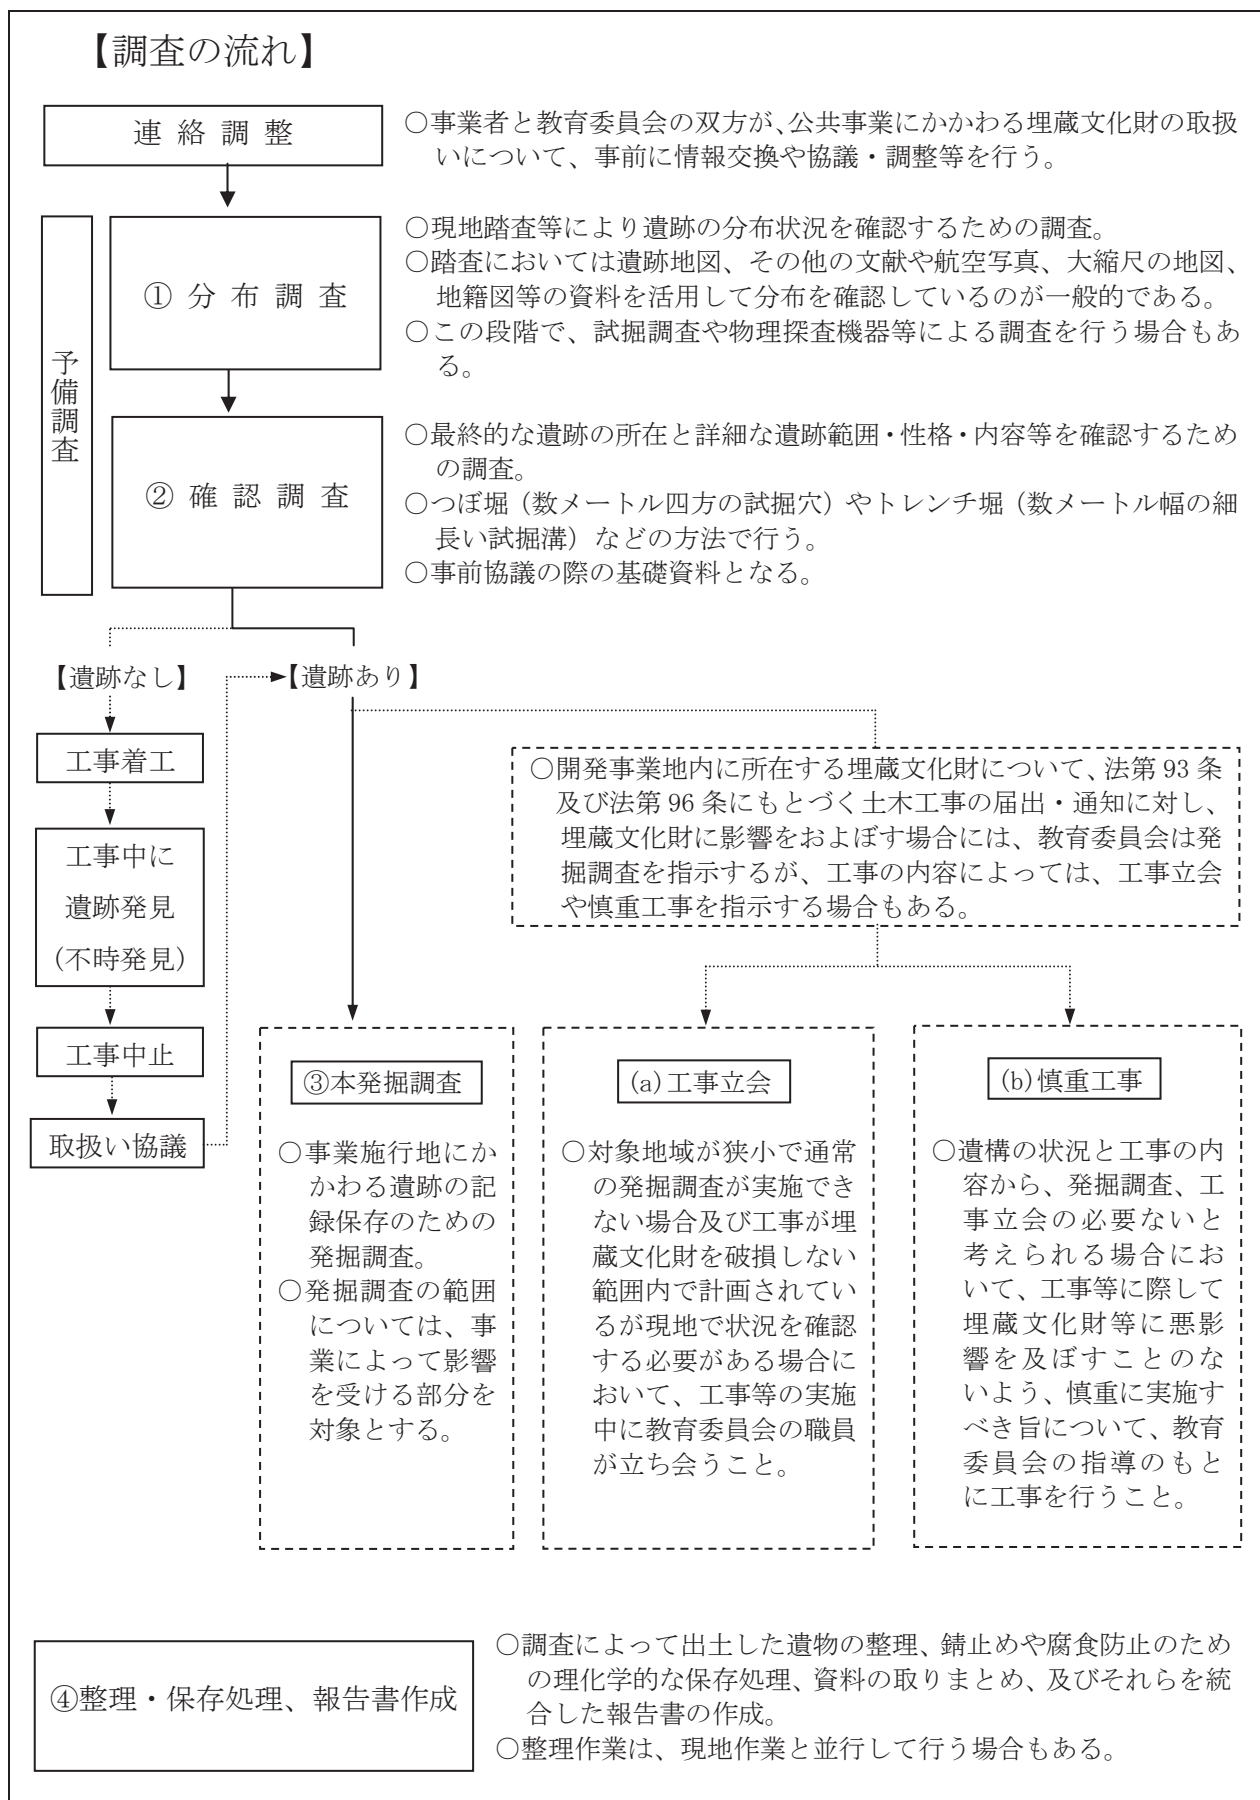 【調査の流れ】
連絡調整
○事業者と教育委員会の双方が、公共事業にかかわる埋蔵文化財の取扱
いについて、事前に情報交換や協議・調整等を行う。
予備調査
①分布調査
○現地踏査等により遺跡の分布状況を確認するための調査。
○踏査においては遺跡地図、その他の文献や航空写真、大縮尺の地図、
地籍図等の資料を活用して分布を確認しているのが一般的である。
○この段階で、試掘調査や物理探査機器等による調査を行う場合もあ
る。
②確認調査
○最終的な遺跡の所在と詳細な遺跡範囲・性格・内容等を確認するため
の調査。
○つぼ堀（数メートル四方の試掘穴）やトレンチ堀（数メートル幅の細
長い試掘溝）などの方法で行う。
○事前協議の際の基礎資料となる。
【遺跡なし】
【遺跡あり】
工事着工
工事中に
遺跡発見
(不時発見)
工事中止
取扱い協議
○開発事業地内に所在する埋蔵文化財について、法第 93 条
及び法第 96 条にもとづく土木工事の届出・通知に対し、
埋蔵文化財に影響をおよぼす場合には、教育委員会は発
掘調査を指示するが、工事の内容によっては、工事立会
や慎重工事を指示する場合もある。
③本発掘調査
○事業施行地にか
かわる遺跡の記
録保存のための
発掘調査。
○発掘調査の範囲
については、事
業によって影響
を受ける部分を
対象とする。
(a)工事立会
○対象地域が狭小で通常
の発掘調査が実施でき
ない場合及び工事が埋
蔵文化財を破損しない
範囲内で計画されてい
るが現地で状況を確認
する必要がある場合に
おいて、工事等の実施
中に教育委員会の職員
が立ち会うこと。
(b)慎重工事
○遺構の状況と工事の内
容から、発掘調査、工
事立会の必要ないと
考えられる場合にお
いて、工事等に際して
埋蔵文化財等に悪影
響を及ぼすことのな
いよう、慎重に実施す
べき旨について、教育
委員会の指導のもと
に工事を行うこと。
④整理・保存処理、報告書作成
○調査によって出土した遺物の整理、錆止めや腐食防止のため
の理化学的な保存処理、資料の取りまとめ、及びそれらを統
合した報告書の作成。
○整理作業は、現地作業と並行して行う場合もある。